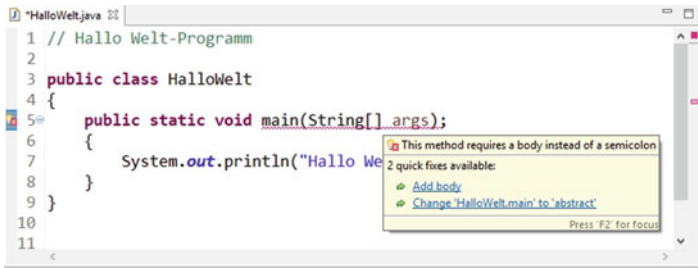 *HalloWelt.java
1 // Hallo Welt-Programm
2
3 public class HalloWelt
4 {
5 public static void main(String[] args);
6 {
7 System.out.println("Hallo We
8 }
9 }
10
11
This method requires a body instead of a semicolon
2 quick fixes available:
Add body
Change 'HalloWelt.main' to 'abstract'
Press 'F2' for focus